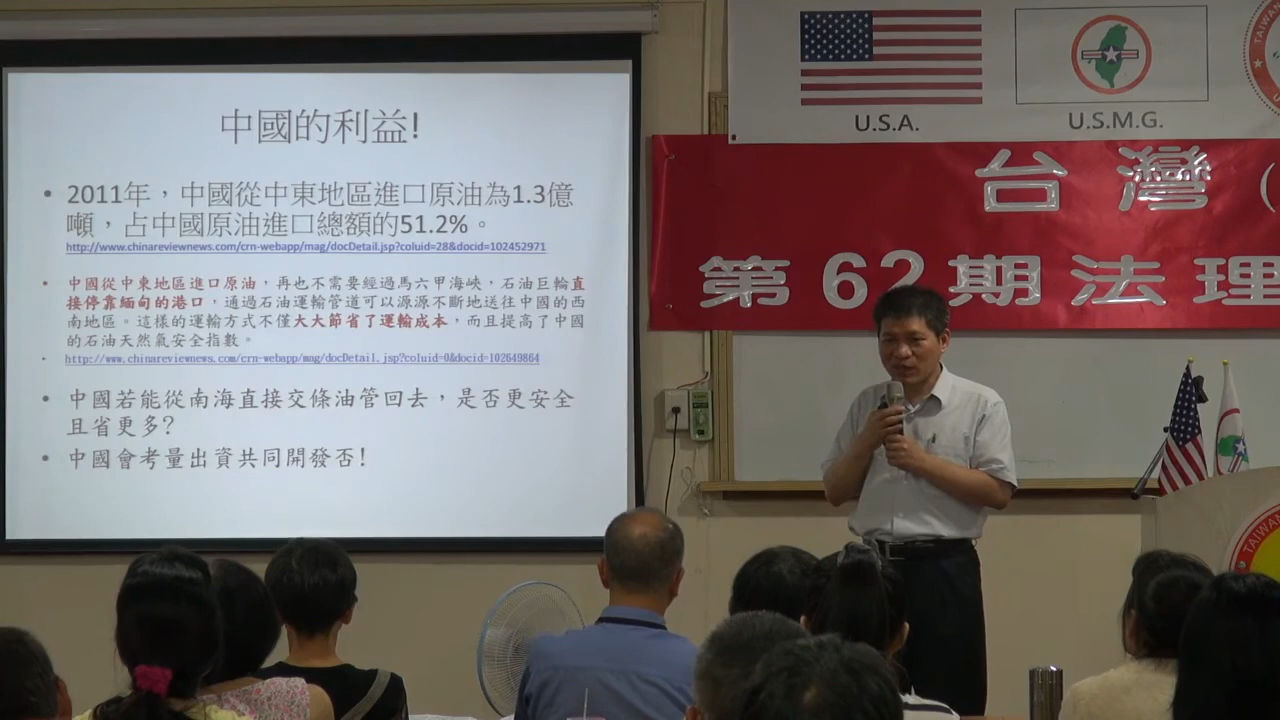 中國的利益!
• 2011年，中國從中東地區進口原油為1.3億
噸，占中國原油進口總額的51.2%。
http://www.chinareviewnews.com/crn-webapp/mag/docDetail.jsp?coluid=28&docid=102452971
• 中國從中東地區進口原油，再也不需要經過馬六甲海峽，石油巨輪直
接停靠緬甸的港口，通過石油運輸管道可以源源不斷地送往中國的西
南地區。這樣的運輸方式不僅大大節省了運輸成本，而且提高了中國
的石油天然氣安全指數。
• http://www.chinareviewnews.com/crn-webapp/mag/docDetail.jsp?coluid=0&docid=102649864
• 中國若能從南海直接交條油管回去，是否更安全
且省更多?
• 中國會考量出資共同開發否!
U.S.A.
U.S.M.G.
TAIWAN
台灣（
第62期法理
TAIWAN